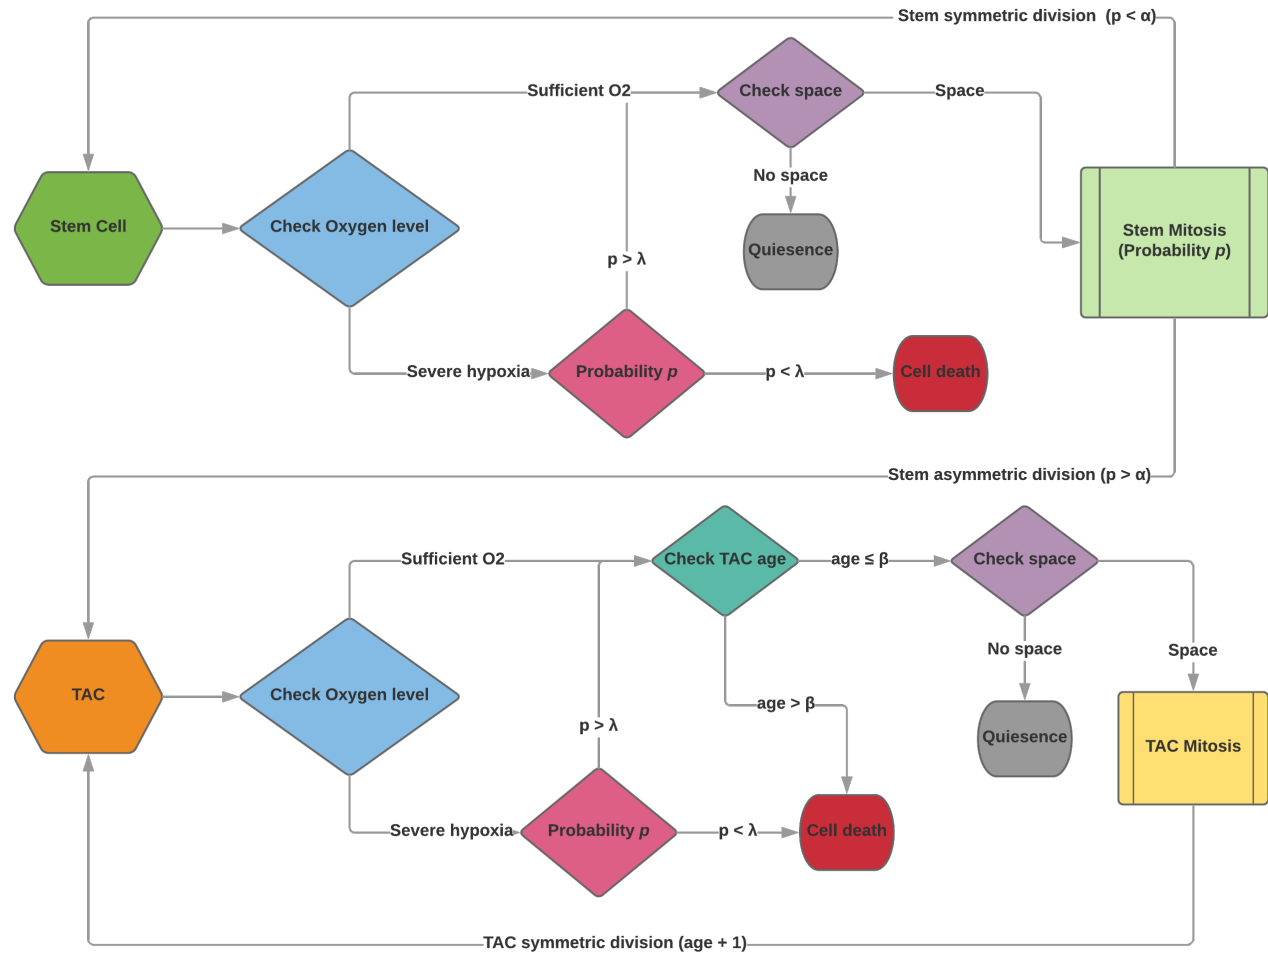 Stem symmetric division (p < α)
Sufficient O2
Check space
Space
No space
Stem Cell
Check Oxygen level
Quiesence
Stem Mitosis
(Probability p)
p > λ
Severe hypoxia
Probability p
p < λ
Cell death
Stem asymmetric division (p > α)
Sufficient O2
Check TAC age
age ≤ β
Check space
No space
Space
TAC
Check Oxygen level
age > β
p > λ
Quiesence
TAC Mitosis
Severe hypoxia
Probability p
p < λ
Cell death
TAC symmetric division (age + 1)